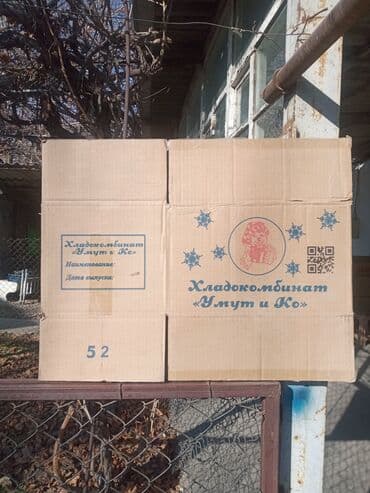 Хладокомбинат
«Умут и Ко»
Наименование:
Дата выпуска:
52
Хладокомбинат
«Умут и Ко»